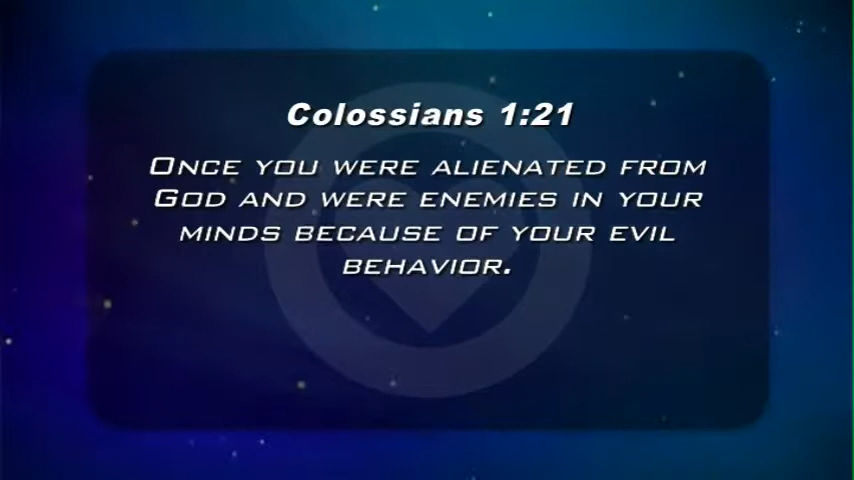 Colossians 1:21
Once you were alienated from
God and were enemies in your
minds because of your evil
behavior.